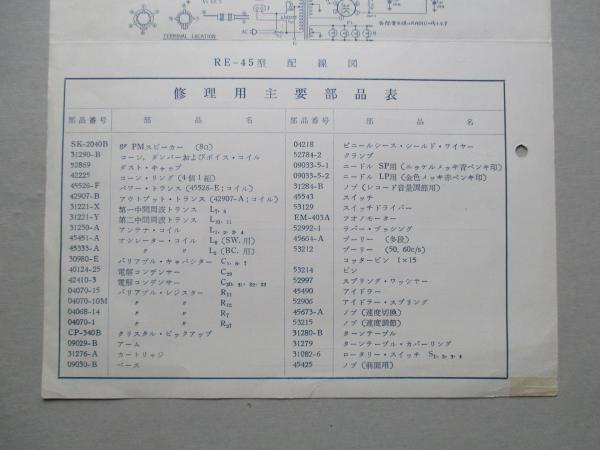 TERMINAL LOCATION
AC
RE-45型 配線図
修理用主要部品表
部品番号 部品名
SK-2040B 8" PMスピーカー (8Ω)
31290-B コーン,ダンパーおよびボイス・コイル
52869 ダスト・キャップ
42225 コーン・リング (4個1組)
45526-F パワー・トランス (45526-E; コイル)
42907-B アウトプット・トランス (42907-A; コイル)
31221-X 第一中間周波トランス
31221-Y 第二中間周波トランス
31250-A アンテナ・コイル
45451-A オシレーター・コイル L6 (SW. 用)
45333-A 〃 〃 L5 (BC. 用)
30980-E バリアブル・キャパシター
40124-25 電解コンデンサー C23
42410-3 電解コンデンサー
04070-15 バリアブル・レジスター R11
04070-10M 〃 〃 R12
04068-14 〃 〃 R7
04070-1 〃 〃 R27
CP-340B クリスタル・ピックアップ
09029-B アーム
31276-A カートリッジ
09030-B ベース
部品番号 部品名
04218 ビニールシース・シールド・ワイヤー
52784-2 クランプ
09033-5-1 ニードル SP用 (ニッケルメッキ青ペンキ印)
09033-5-2 ニードル LP用 (金色メッキ赤ペンキ印)
31284-B ノブ (レコード音量調節用)
45543 スイッチ
53129 スイッチドライバー
EM-403A フオノモーター
52992-1 ラバー・ブッシング
45664-A プーリー (多段)
53212 プーリー (50, 60c/s)
コッターピン 1×15
53214 ピン
52997 スプリング・ワッシャー
45490 アイドラー
52906 アイドラー・スプリング
45673-A ノブ (速度切換)
53215 ノブ (速度調節)
31280-B ターンテーブル
31279 ターンテーブル・カバーリング
31082-6 ロータリー・スイッチ
45425 ノブ (前面用)